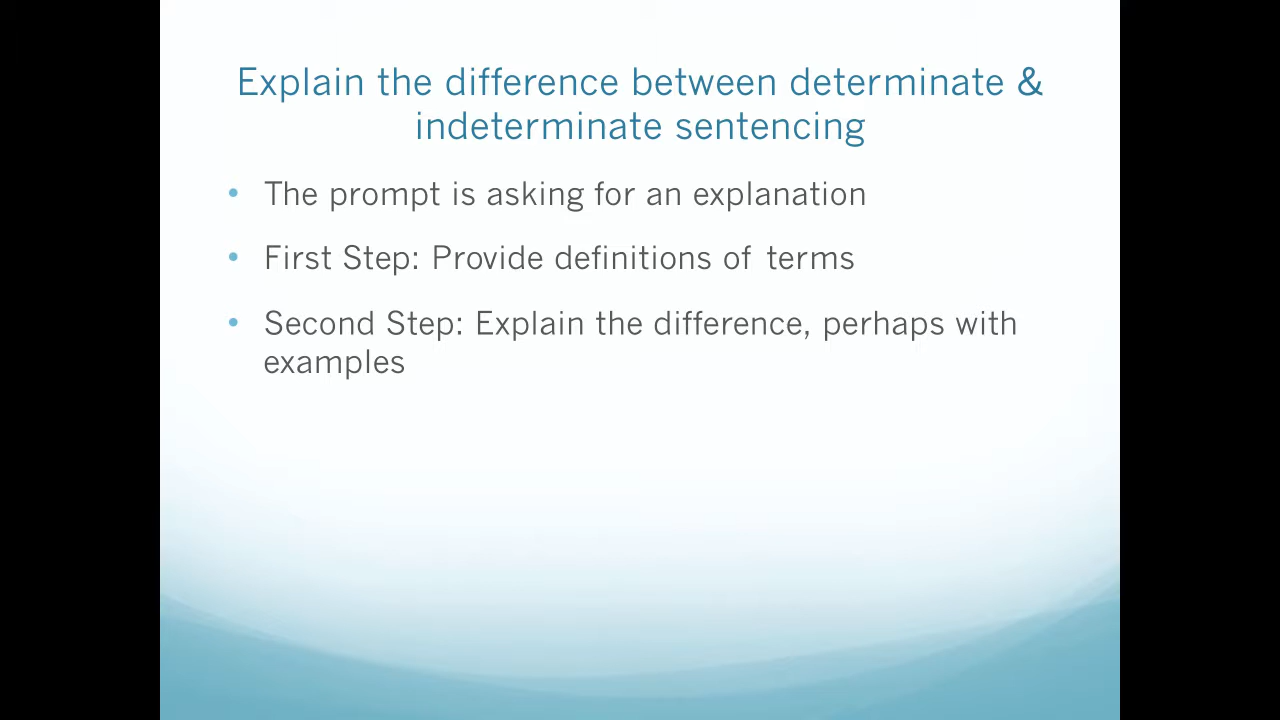 Explain the difference between determinate &
indeterminate sentencing
• The prompt is asking for an explanation
• First Step: Provide definitions of terms
• Second Step: Explain the difference, perhaps with
examples